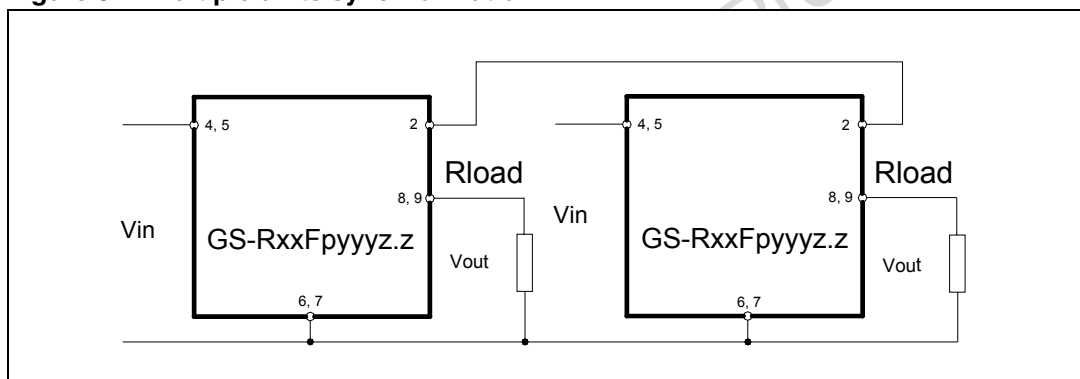 4, 5
2
4, 5
2
Rload
Rload
8, 9
8, 9
Vin
Vin
GS-RxxFpyyyz.z
GS-RxxFpyyyz.z
Vout
Vout
6, 7
6, 7